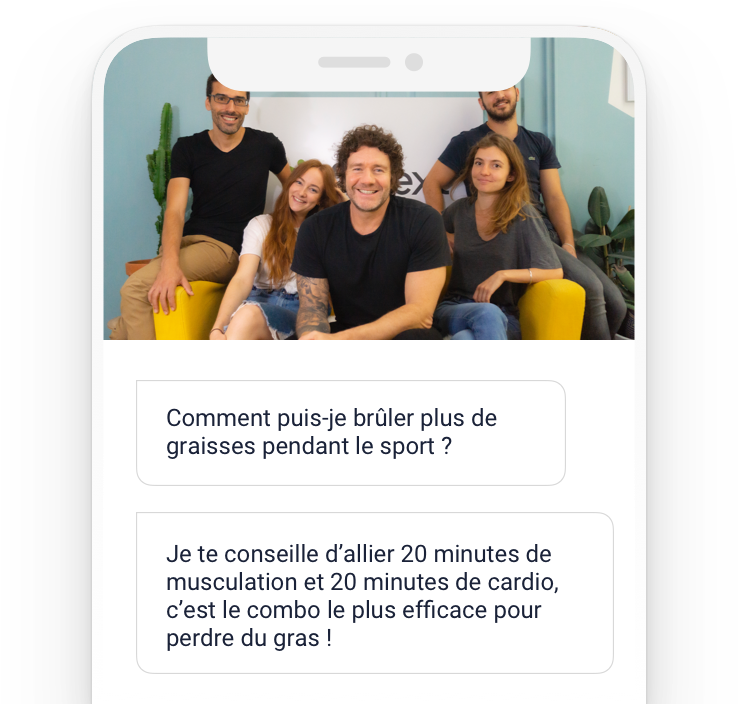 ex
Comment puis-je brûler plus de
graisses pendant le sport ?
Je te conseille d’allier 20 minutes de
musculation et 20 minutes de cardio,
c’est le combo le plus efficace pour
perdre du gras !